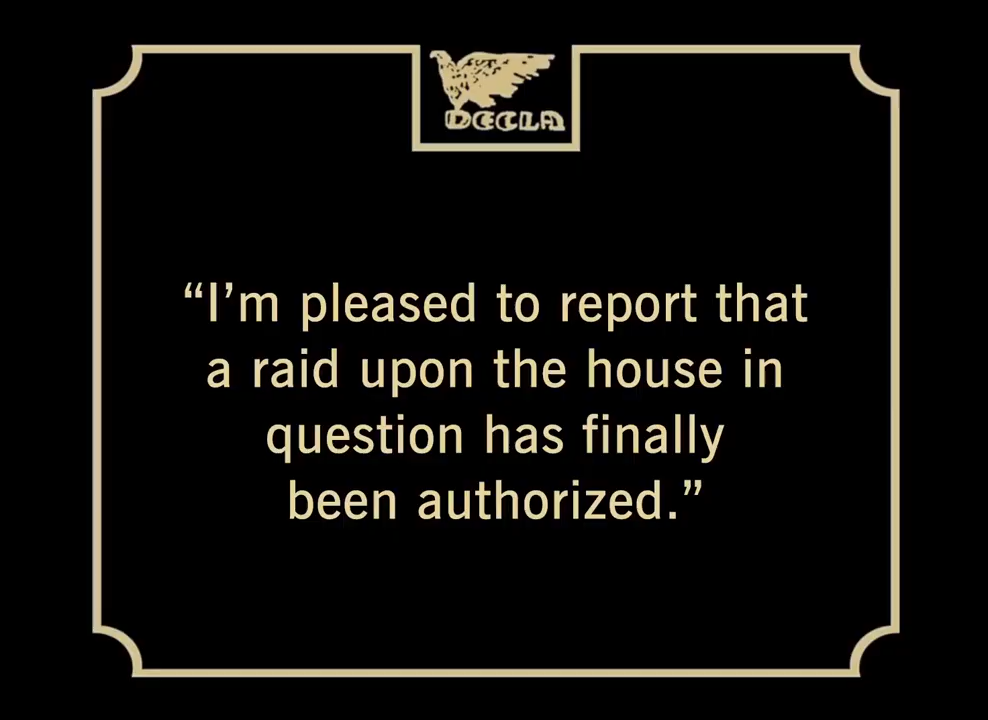 DECLA
“I’m pleased to report that
a raid upon the house in
question has finally
been authorized.”